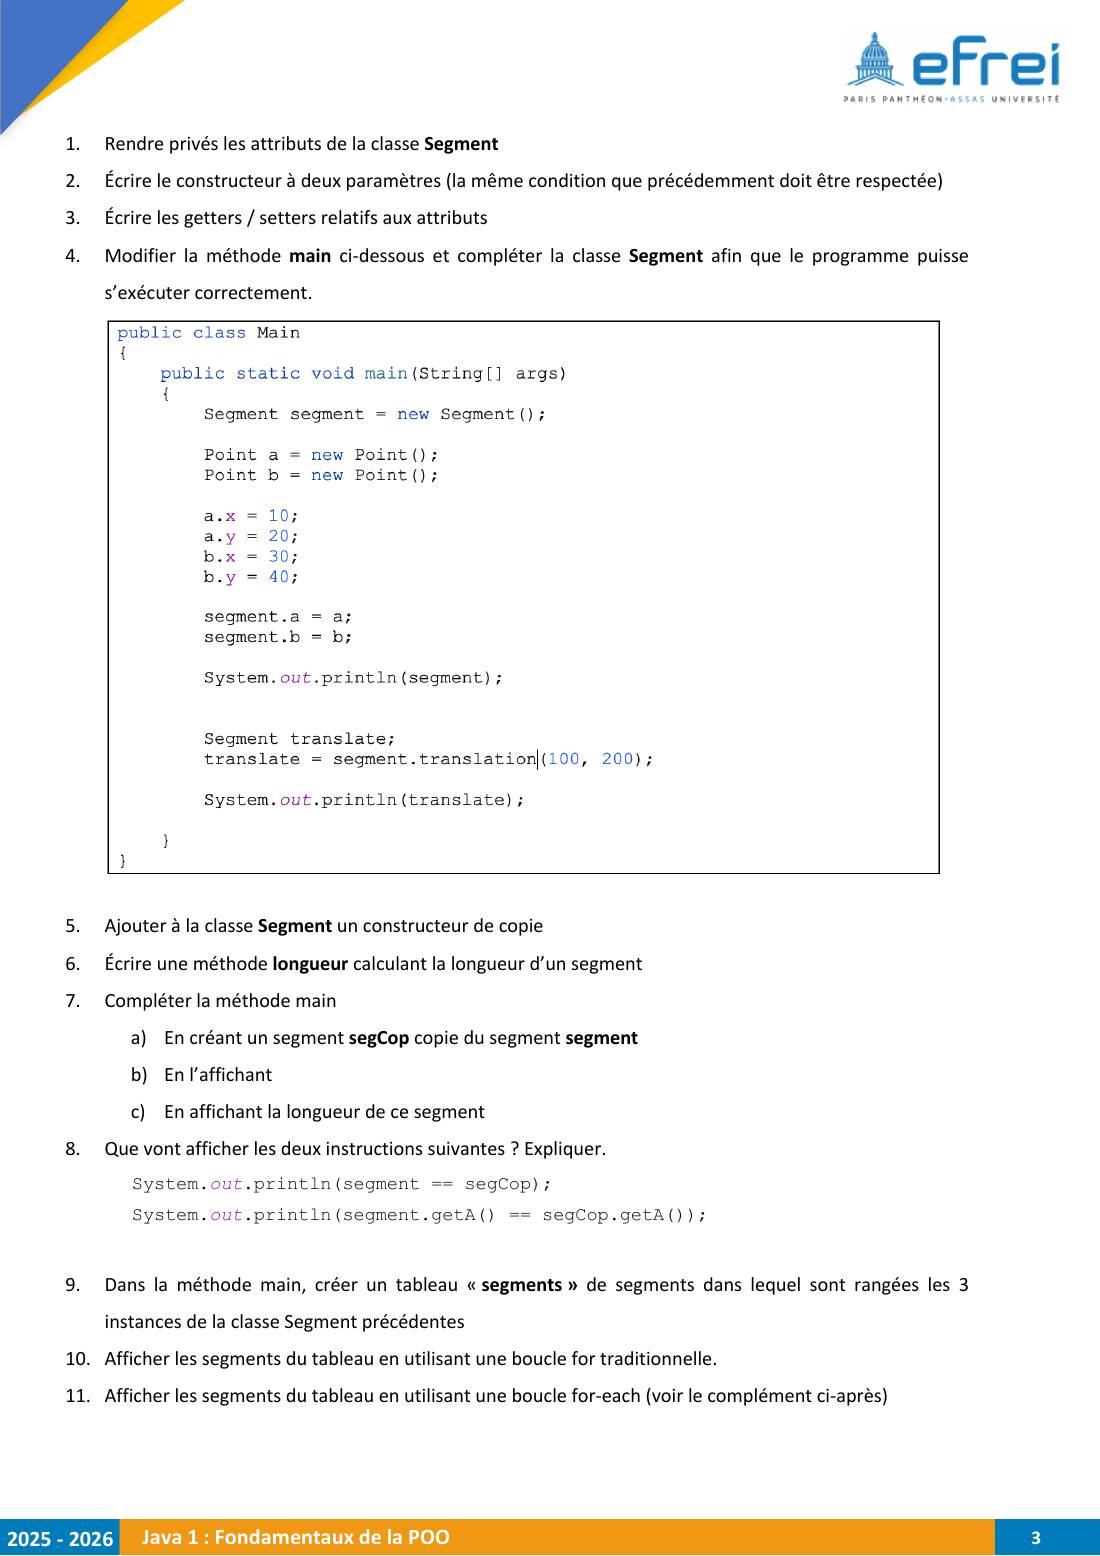 efrei
PARIS PANTHÉON-ASSAS UNIVERSITÉ
1. Rendre privés les attributs de la classe Segment
2. Écrire le constructeur à deux paramètres (la même condition que précédemment doit être respectée)
3. Écrire les getters / setters relatifs aux attributs
4. Modifier la méthode main ci-dessous et compléter la classe Segment afin que le programme puisse
s’exécuter correctement.
public class Main
{
    public static void main(String[] args)
    {
        Segment segment = new Segment();
        Point a = new Point();
        Point b = new Point();
        a.x = 10;
        a.y = 20;
        b.x = 30;
        b.y = 40;
        segment.a = a;
        segment.b = b;
        System.out.println(segment);
        Segment translate;
        translate = segment.translation(100, 200);
        System.out.println(translate);
    }
}
5. Ajouter à la classe Segment un constructeur de copie
6. Écrire une méthode longueur calculant la longueur d’un segment
7. Compléter la méthode main
a) En créant un segment segCop copie du segment segment
b) En l’affichant
c) En affichant la longueur de ce segment
8. Que vont afficher les deux instructions suivantes ? Expliquer.
System.out.println(segment == segCop);
System.out.println(segment.getA() == segCop.getA());
9. Dans la méthode main, créer un tableau « segments » de segments dans lequel sont rangées les 3
instances de la classe Segment précédentes
10. Afficher les segments du tableau en utilisant une boucle for traditionnelle.
11. Afficher les segments du tableau en utilisant une boucle for-each (voir le complément ci-après)
2025 - 2026 Java 1 : Fondamentaux de la POO 3